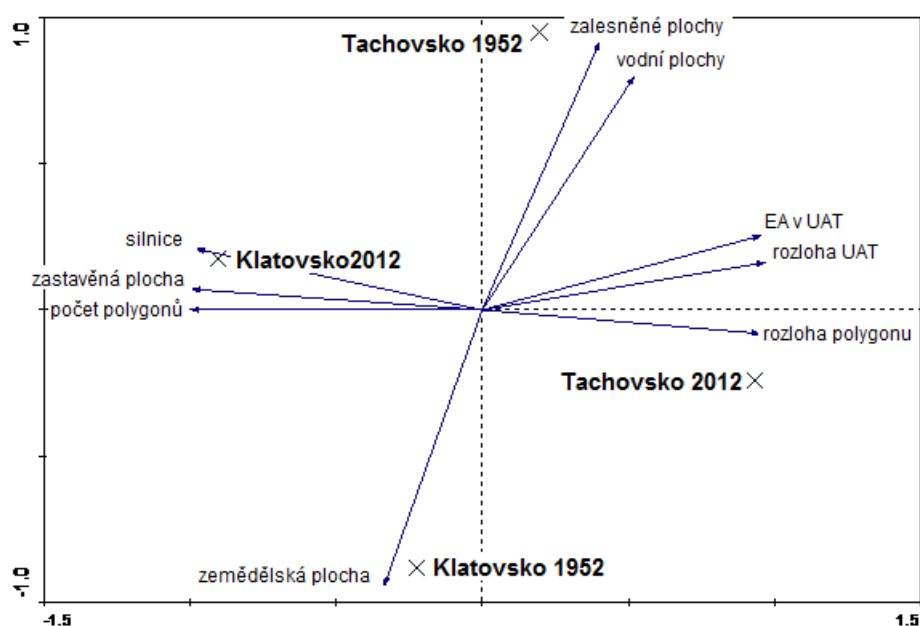 1.0
Tachovsko 1952
zalesněné plochy
vodní plochy
EA v UAT
rozloha UAT
silnice
Klatovsko2012
zastavěná plocha
počet polygonů
rozloha polygonu
Tachovsko 2012
zemědělská plocha
Klatovsko 1952
-1.0
-1.5
1.5